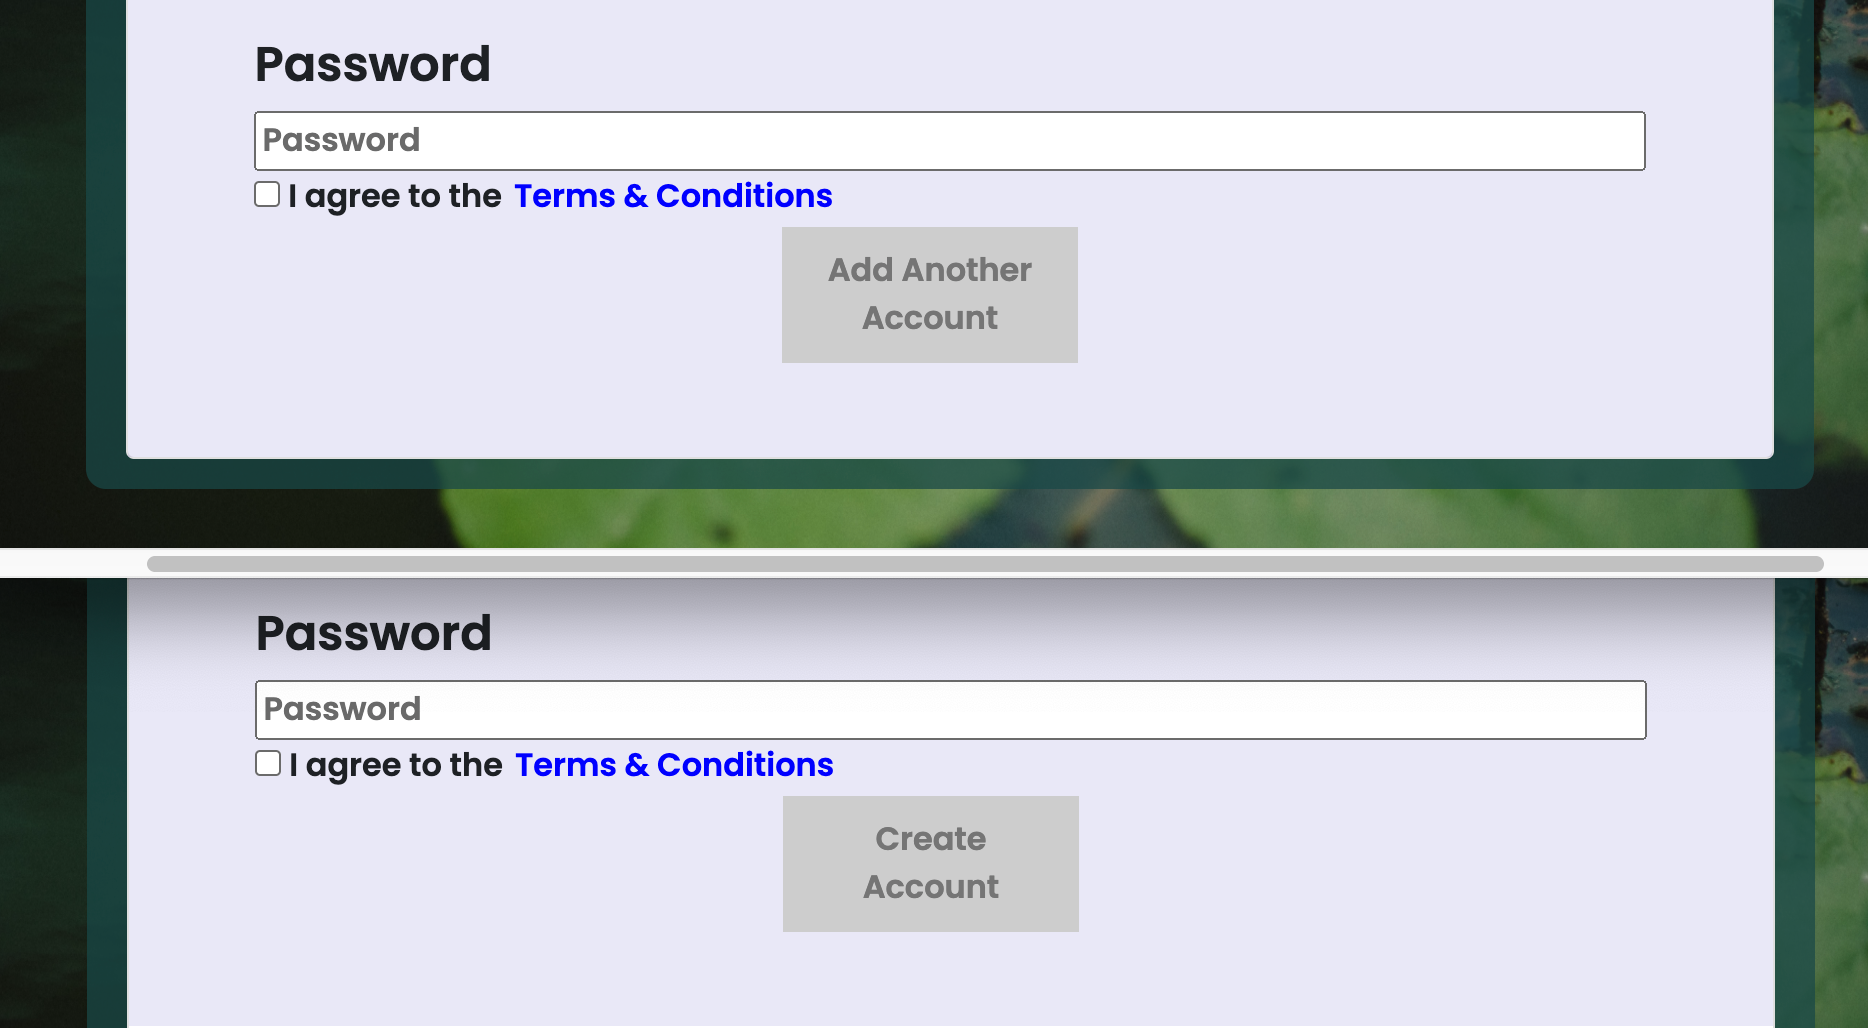 Password
Password
I agree to the Terms & Conditions
Add Another
Account
Password
Password
I agree to the Terms & Conditions
Create
Account